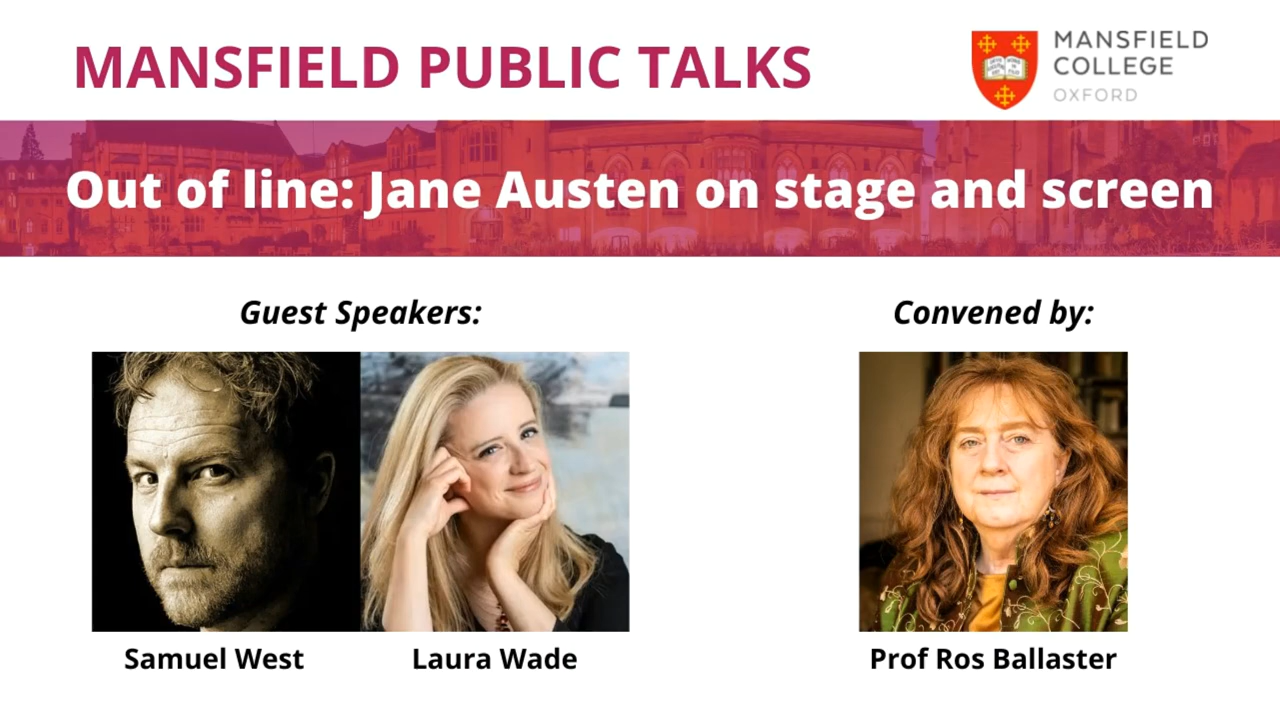 MANSFIELD PUBLIC TALKS
MANSFIELD
COLLEGE
OXFORD
Out of line: Jane Austen on stage and screen
Guest Speakers:
Convened by:
Samuel West
Laura Wade
Prof Ros Ballaster